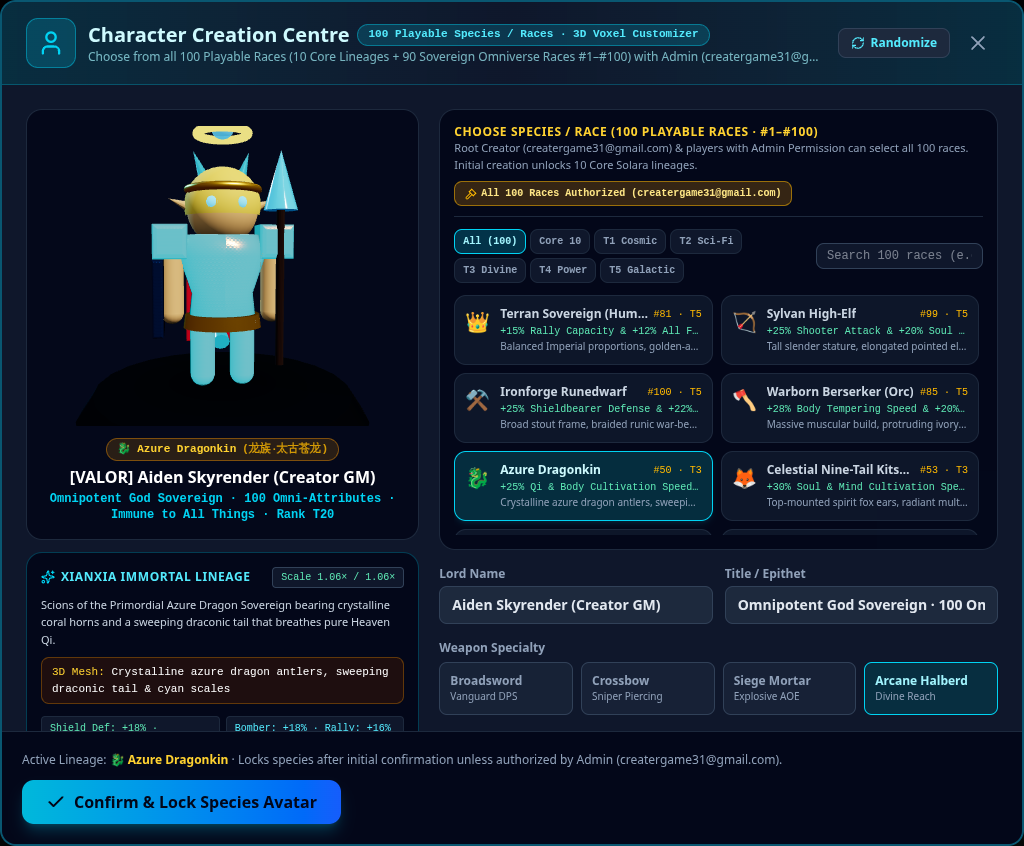 Character Creation Centre
100 Playable Species / Races · 3D Voxel Customizer
Choose from all 100 Playable Races (10 Core Lineages + 90 Sovereign Omniverse Races #1–#100) with Admin (creatergame31@g...
Randomize
🐉 Azure Dragonkin (龙族·太古苍龙)
[VALOR] Aiden Skyrender (Creator GM)
Omnipotent God Sovereign · 100 Omni-Attributes ·
Immune to All Things · Rank T20
XIANXIA IMMORTAL LINEAGE
Scale 1.06× / 1.06×
Scions of the Primordial Azure Dragon Sovereign bearing crystalline
coral horns and a sweeping draconic tail that breathes pure Heaven
Qi.
3D Mesh: Crystalline azure dragon antlers, sweeping
draconic tail & cyan scales
Shield Def: +18% ·
Bomber: +18% · Rally: +16%
CHOOSE SPECIES / RACE (100 PLAYABLE RACES · #1–#100)
Root Creator (creatergame31@gmail.com) & players with Admin Permission can select all 100 races.
Initial creation unlocks 10 Core Solara lineages.
All 100 Races Authorized (creatergame31@gmail.com)
All (100)
Core 10
T1 Cosmic
T2 Sci-Fi
T3 Divine
T4 Power
T5 Galactic
Search 100 races (e.
Terran Sovereign (Hum... #81 · T5
+15% Rally Capacity & +12% All F…
Balanced Imperial proportions, golden-a...
Sylvan High-Elf #99 · T5
+25% Shooter Attack & +20% Soul …
Tall slender stature, elongated pointed el...
Ironforge Runedwarf #100 · T5
+25% Shieldbearer Defense & +22%…
Broad stout frame, braided runic war-be...
Warborn Berserker (Orc) #85 · T5
+28% Body Tempering Speed & +20%…
Massive muscular build, protruding ivory...
Azure Dragonkin #50 · T3
+25% Qi & Body Cultivation Speed…
Crystalline azure dragon antlers, sweepi...
Celestial Nine-Tail Kits... #53 · T3
+30% Soul & Mind Cultivation Spe…
Top-mounted spirit fox ears, radiant mult...
Lord Name
Title / Epithet
Aiden Skyrender (Creator GM)
Omnipotent God Sovereign · 100 On
Weapon Specialty
Broadsword
Vanguard DPS
Crossbow
Sniper Piercing
Siege Mortar
Explosive AOE
Arcane Halberd
Divine Reach
Active Lineage: 🐉 Azure Dragonkin · Locks species after initial confirmation unless authorized by Admin (creatergame31@gmail.com).
Confirm & Lock Species Avatar